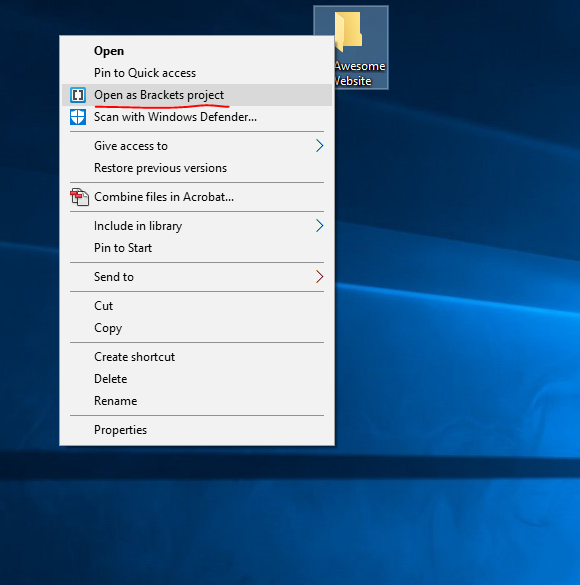 Awesome
Website
Open
Pin to Quick access
Open as Brackets project
Scan with Windows Defender...
Give access to
Restore previous versions
Combine files in Acrobat...
Include in library
Pin to Start
Send to
Cut
Copy
Create shortcut
Delete
Rename
Properties